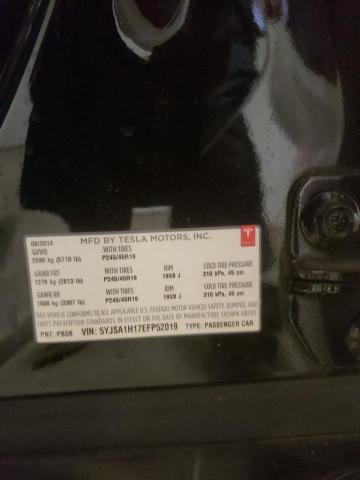 MFD BY TESLA MOTORS, INC.
09/2014
GVWR WITH TIRES
2590 kg (5710 lb) P245/45R19
GAWR FRT WITH TIRES RIM COLD TIRE-PRESSURE
1276 kg (2813 lb) P245/45R19 19X8 J 310 kPa, 45 psi
GAWR RR WITH TIRES RIM COLD TIRE-PRESSURE
1500 kg (3307 lb) P245/45R19 19X8 J 310 kPa, 45 psi
THIS VEHICLE CONFORMS TO ALL APPLICABLE U.S. FEDERAL MOTOR VEHICLE SAFETY, BUMPER, AND
THEFT PREVENTION STANDARDS IN EFFECT ON THE DATE OF MANUFACTURE SHOWN ABOVE.
PNT: PBSB VIN: 5YJSA1H17EFP52019 TYPE: PASSENGER CAR